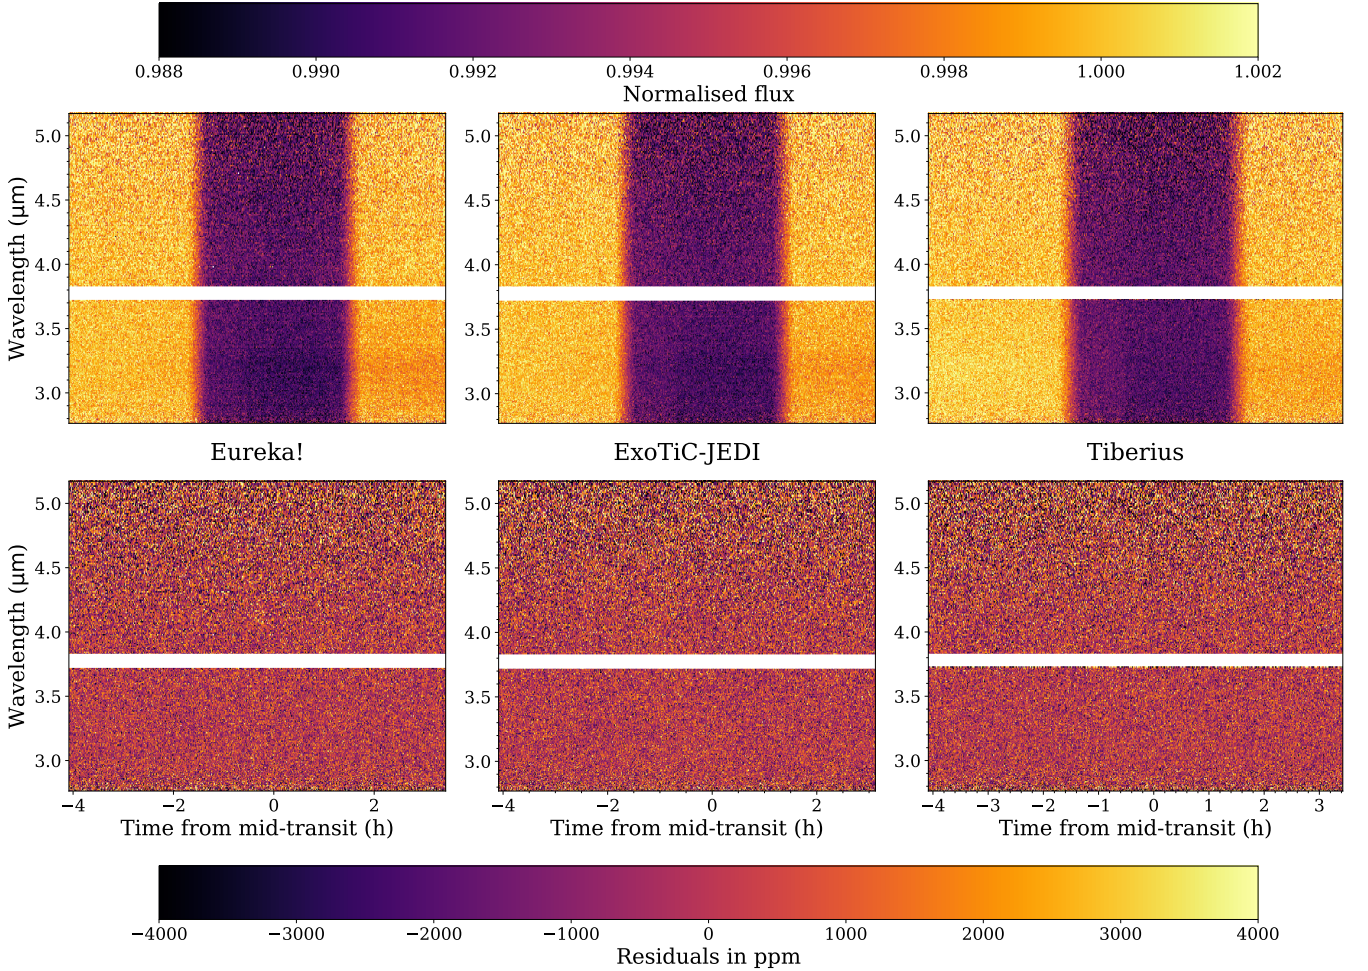 0.988 0.990 0.992 0.994 0.996 0.998 1.000 1.002
Normalised flux
Wavelength (μm)
5.0 5.0 5.0
4.5 4.5 4.5
4.0 4.0 4.0
3.5 3.5 3.5
3.0 3.0 3.0
Eureka! ExoTiC-JEDI Tiberius
Wavelength (μm)
5.0 5.0 5.0
4.5 4.5 4.5
4.0 4.0 4.0
3.5 3.5 3.5
3.0 3.0 3.0
−4 −2 0 2 −4 −2 0 2 −4 −3 −2 −1 0 1 2 3
Time from mid-transit (h) Time from mid-transit (h) Time from mid-transit (h)
−4000 −3000 −2000 −1000 0 1000 2000 3000 4000
Residuals in ppm